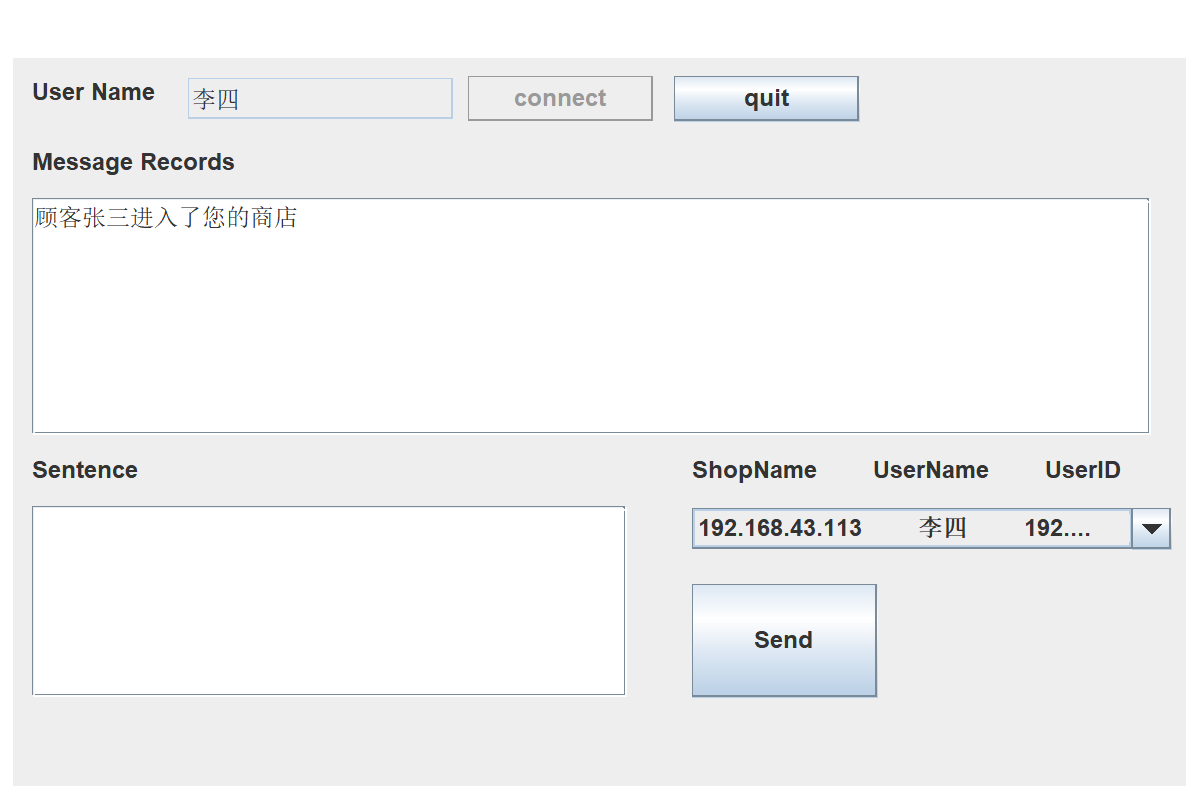 User Name 李四 connect quit
Message Records
顾客张三进入了您的商店
Sentence ShopName UserName UserID
192.168.43.113 李四 192....
Send